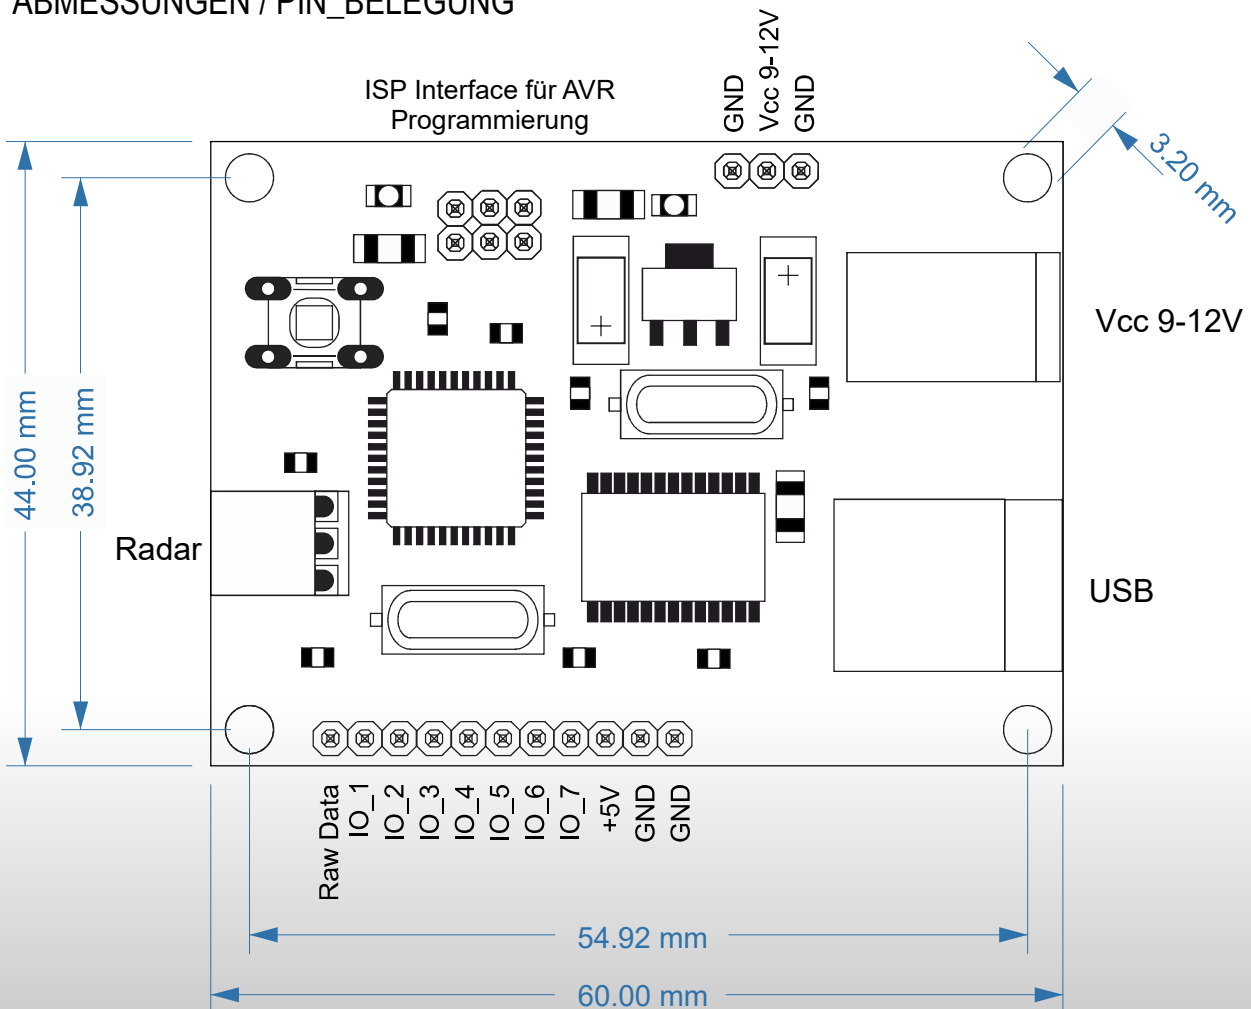 ABMESSUNGEN / PIN_BELEGUNG
ISP Interface für AVR
Programmierung
GND
Vcc 9-12V
GND
3.20 mm
Vcc 9-12V
44.00 mm
38.92 mm
Radar
USB
Raw Data
IO_1
IO_2
IO_3
IO_4
IO_5
IO_6
IO_7
+5V
GND
GND
54.92 mm
60.00 mm